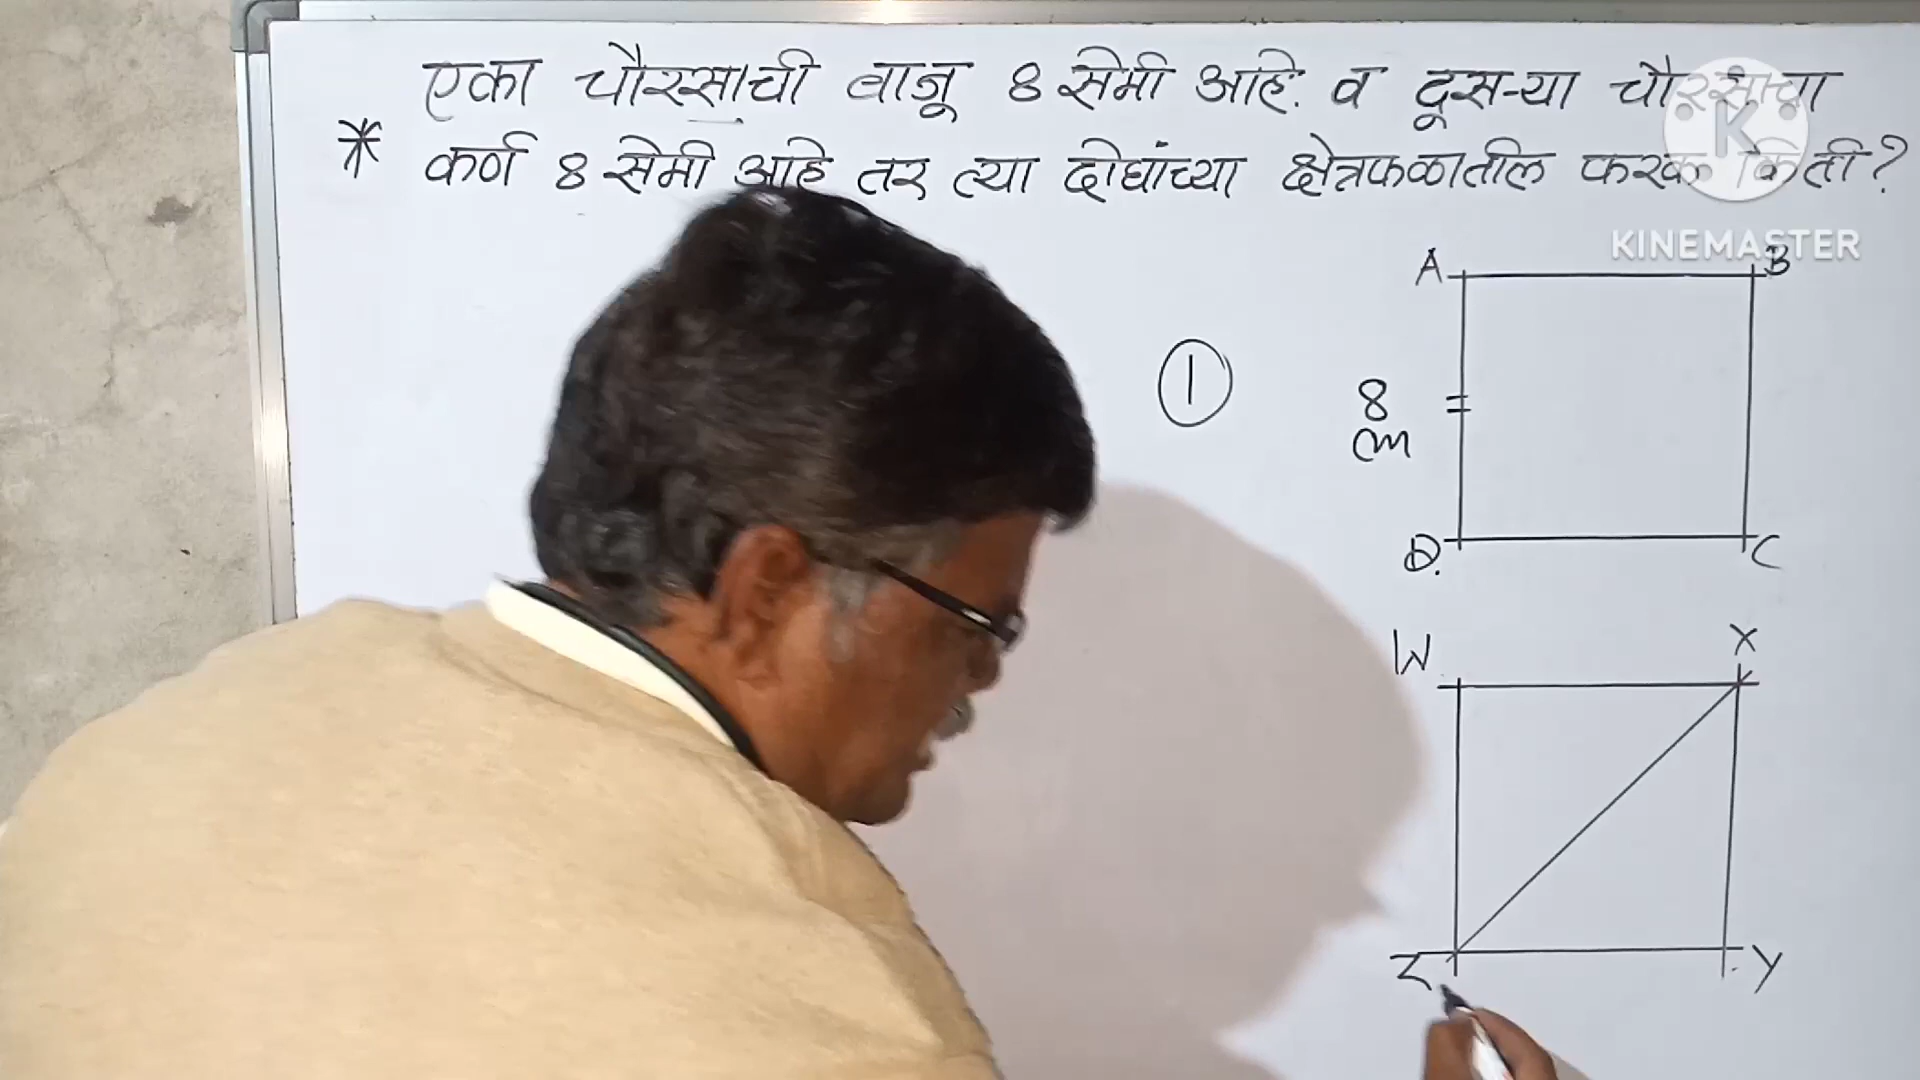 एका चौरसाची बाजू 8 सेमी आहे. व दूसऱ्या चौरसाचा
* कर्ण 8 सेमी आहे तर त्या दोघांच्या क्षेत्रफळातील फरक किती?
K
KINEMASTER
A B
1
8
cm
D. C
W X
Z Y